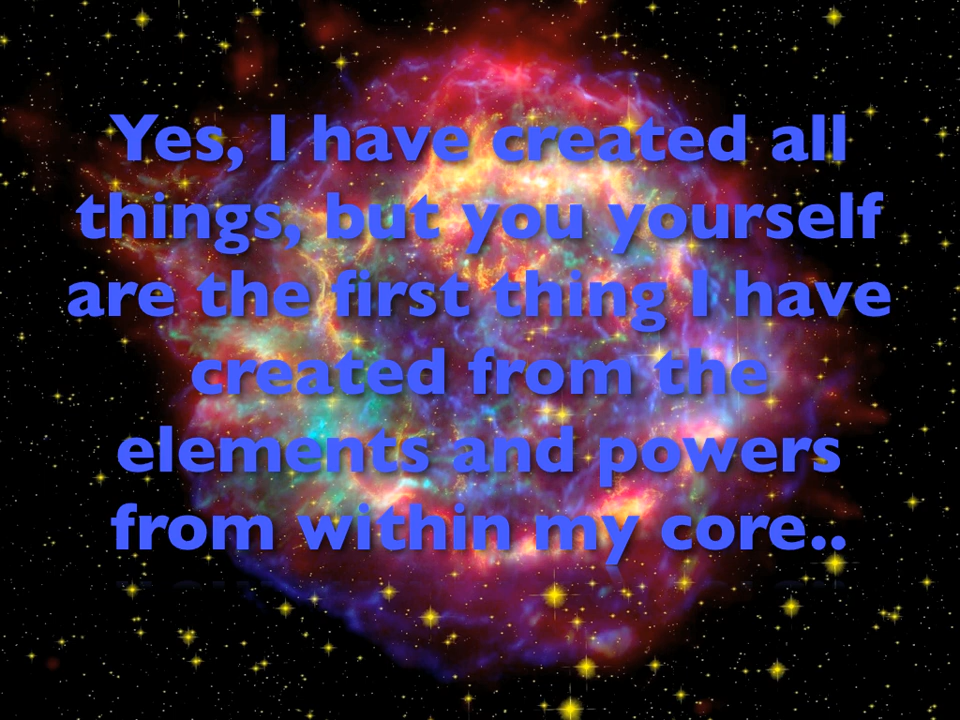 Yes, I have created all
things, but you yourself
are the first thing I have
created from the
elements and powers
from within my core..